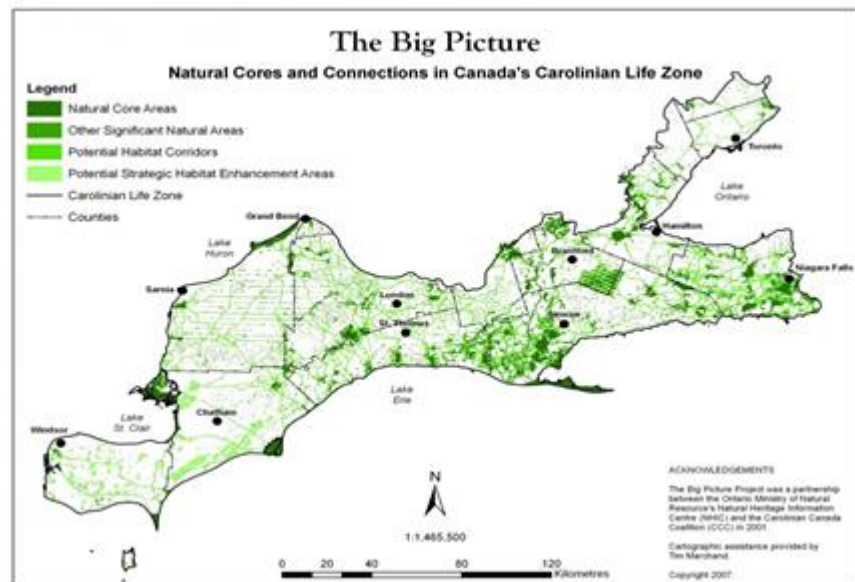 The Big Picture
Natural Cores and Connections in Canada's Carolinian Life Zone
Legend
Natural Core Areas
Other Significant Natural Areas
Potential Habitat Corridors
Potential Strategic Habitat Enhancement Areas
Carolinian Life Zone
Counties
Toronto
Lake
Ontario
Grand Bend
Hamilton
Lake
Huron
Brantford
Niagara Falls
Sarnia
London
Simcoe
St. Thomas
Lake
Erie
Chatham
Lake
St. Clair
Windsor
N
1:1,465,500
0 20 40 80 120
Kilometres
ACKNOWLEDGEMENTS
The Big Picture Project was a partnership
between the Ontario Ministry of Natural
Resource's Natural Heritage Information
Centre (NHIC) and the Carolinian Canada
Coalition (CCC) in 2001.
Cartographic assistance provided by
Tim Marchand.
Copyright 2007.